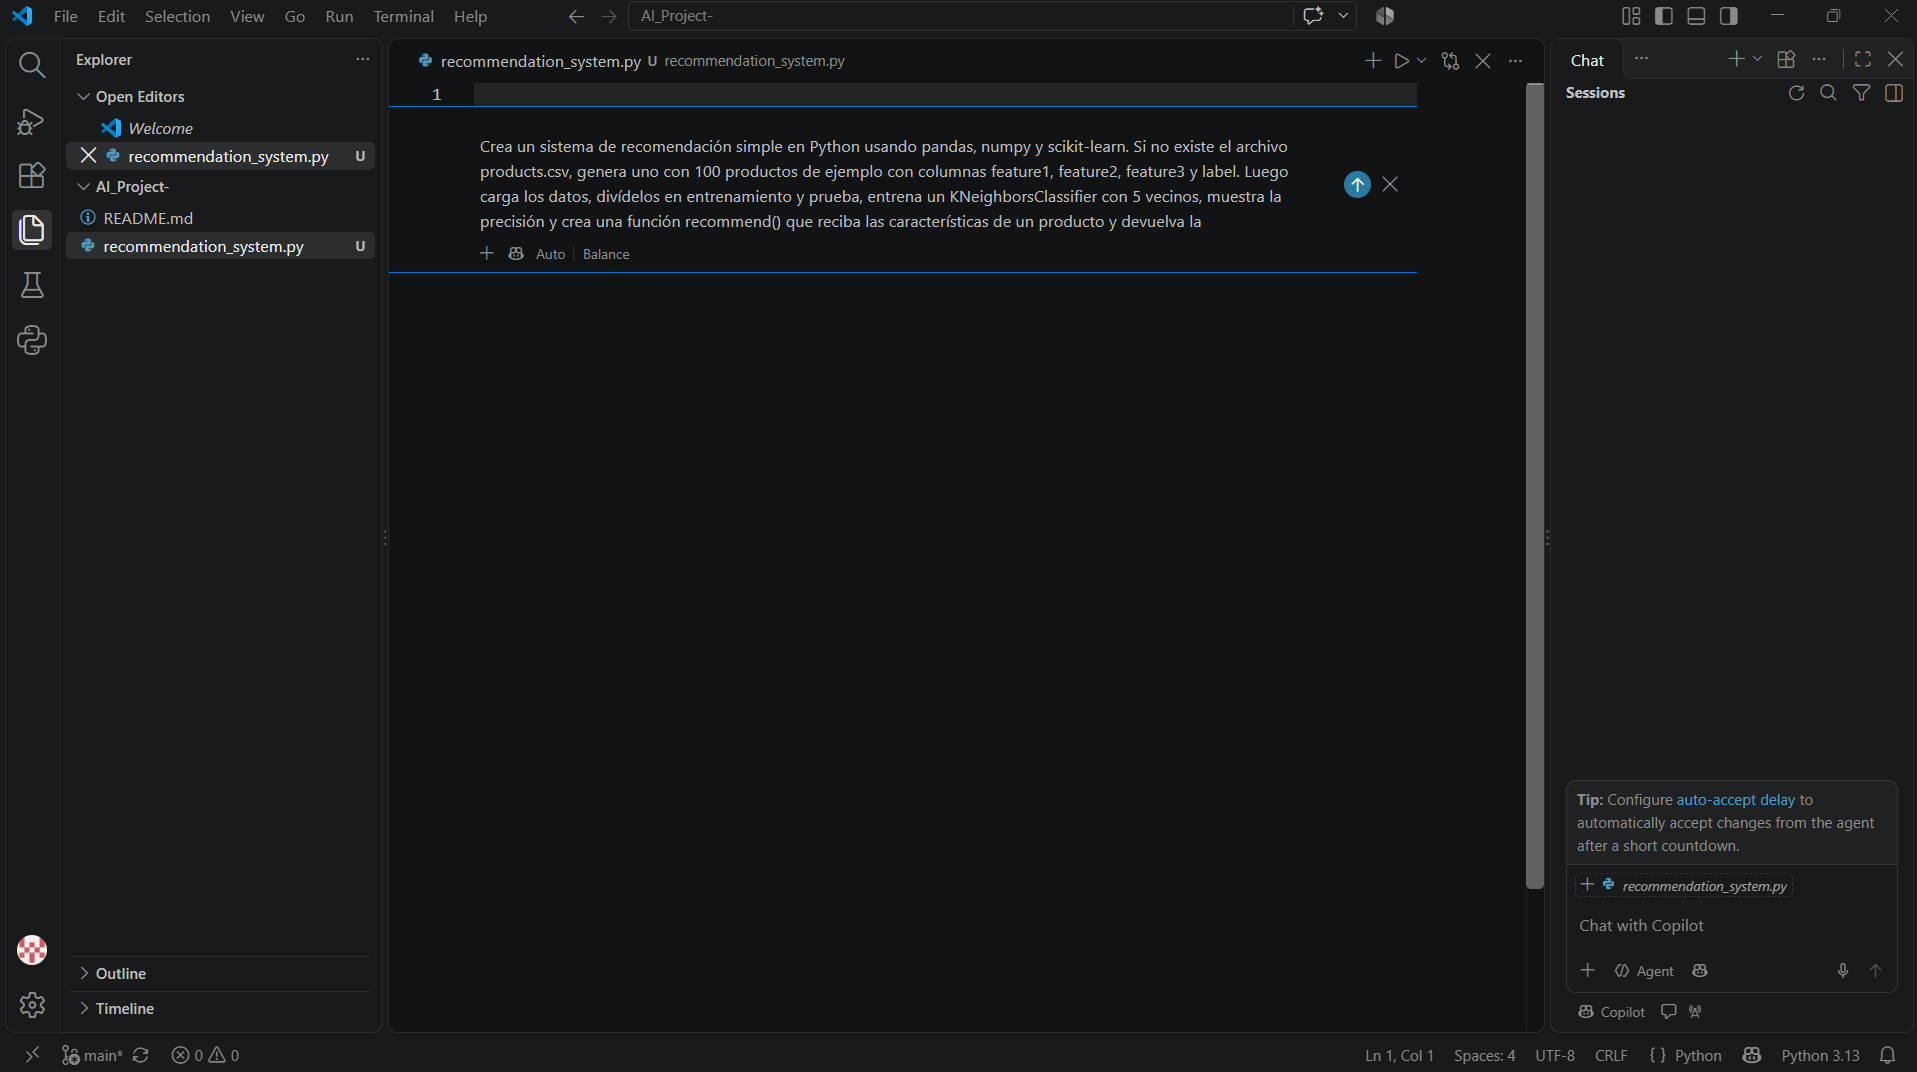 File Edit Selection View Go Run Terminal Help
AI_Project-
Explorer
Open Editors
Welcome
recommendation_system.py U
AI_Project-
README.md
recommendation_system.py U
Outline
Timeline
recommendation_system.py U recommendation_system.py
1
Crea un sistema de recomendación simple en Python usando pandas, numpy y scikit-learn. Si no existe el archivo
products.csv, genera uno con 100 productos de ejemplo con columnas feature1, feature2, feature3 y label. Luego
carga los datos, divídelos en entrenamiento y prueba, entrena un KNeighborsClassifier con 5 vecinos, muestra la
precisión y crea una función recommend() que reciba las características de un producto y devuelva la
Auto Balance
Chat
Sessions
Tip: Configure auto-accept delay to
automatically accept changes from the agent
after a short countdown.
recommendation_system.py
Chat with Copilot
Agent
Copilot
main* 0 0
Ln 1, Col 1 Spaces: 4 UTF-8 CRLF {} Python Python 3.13